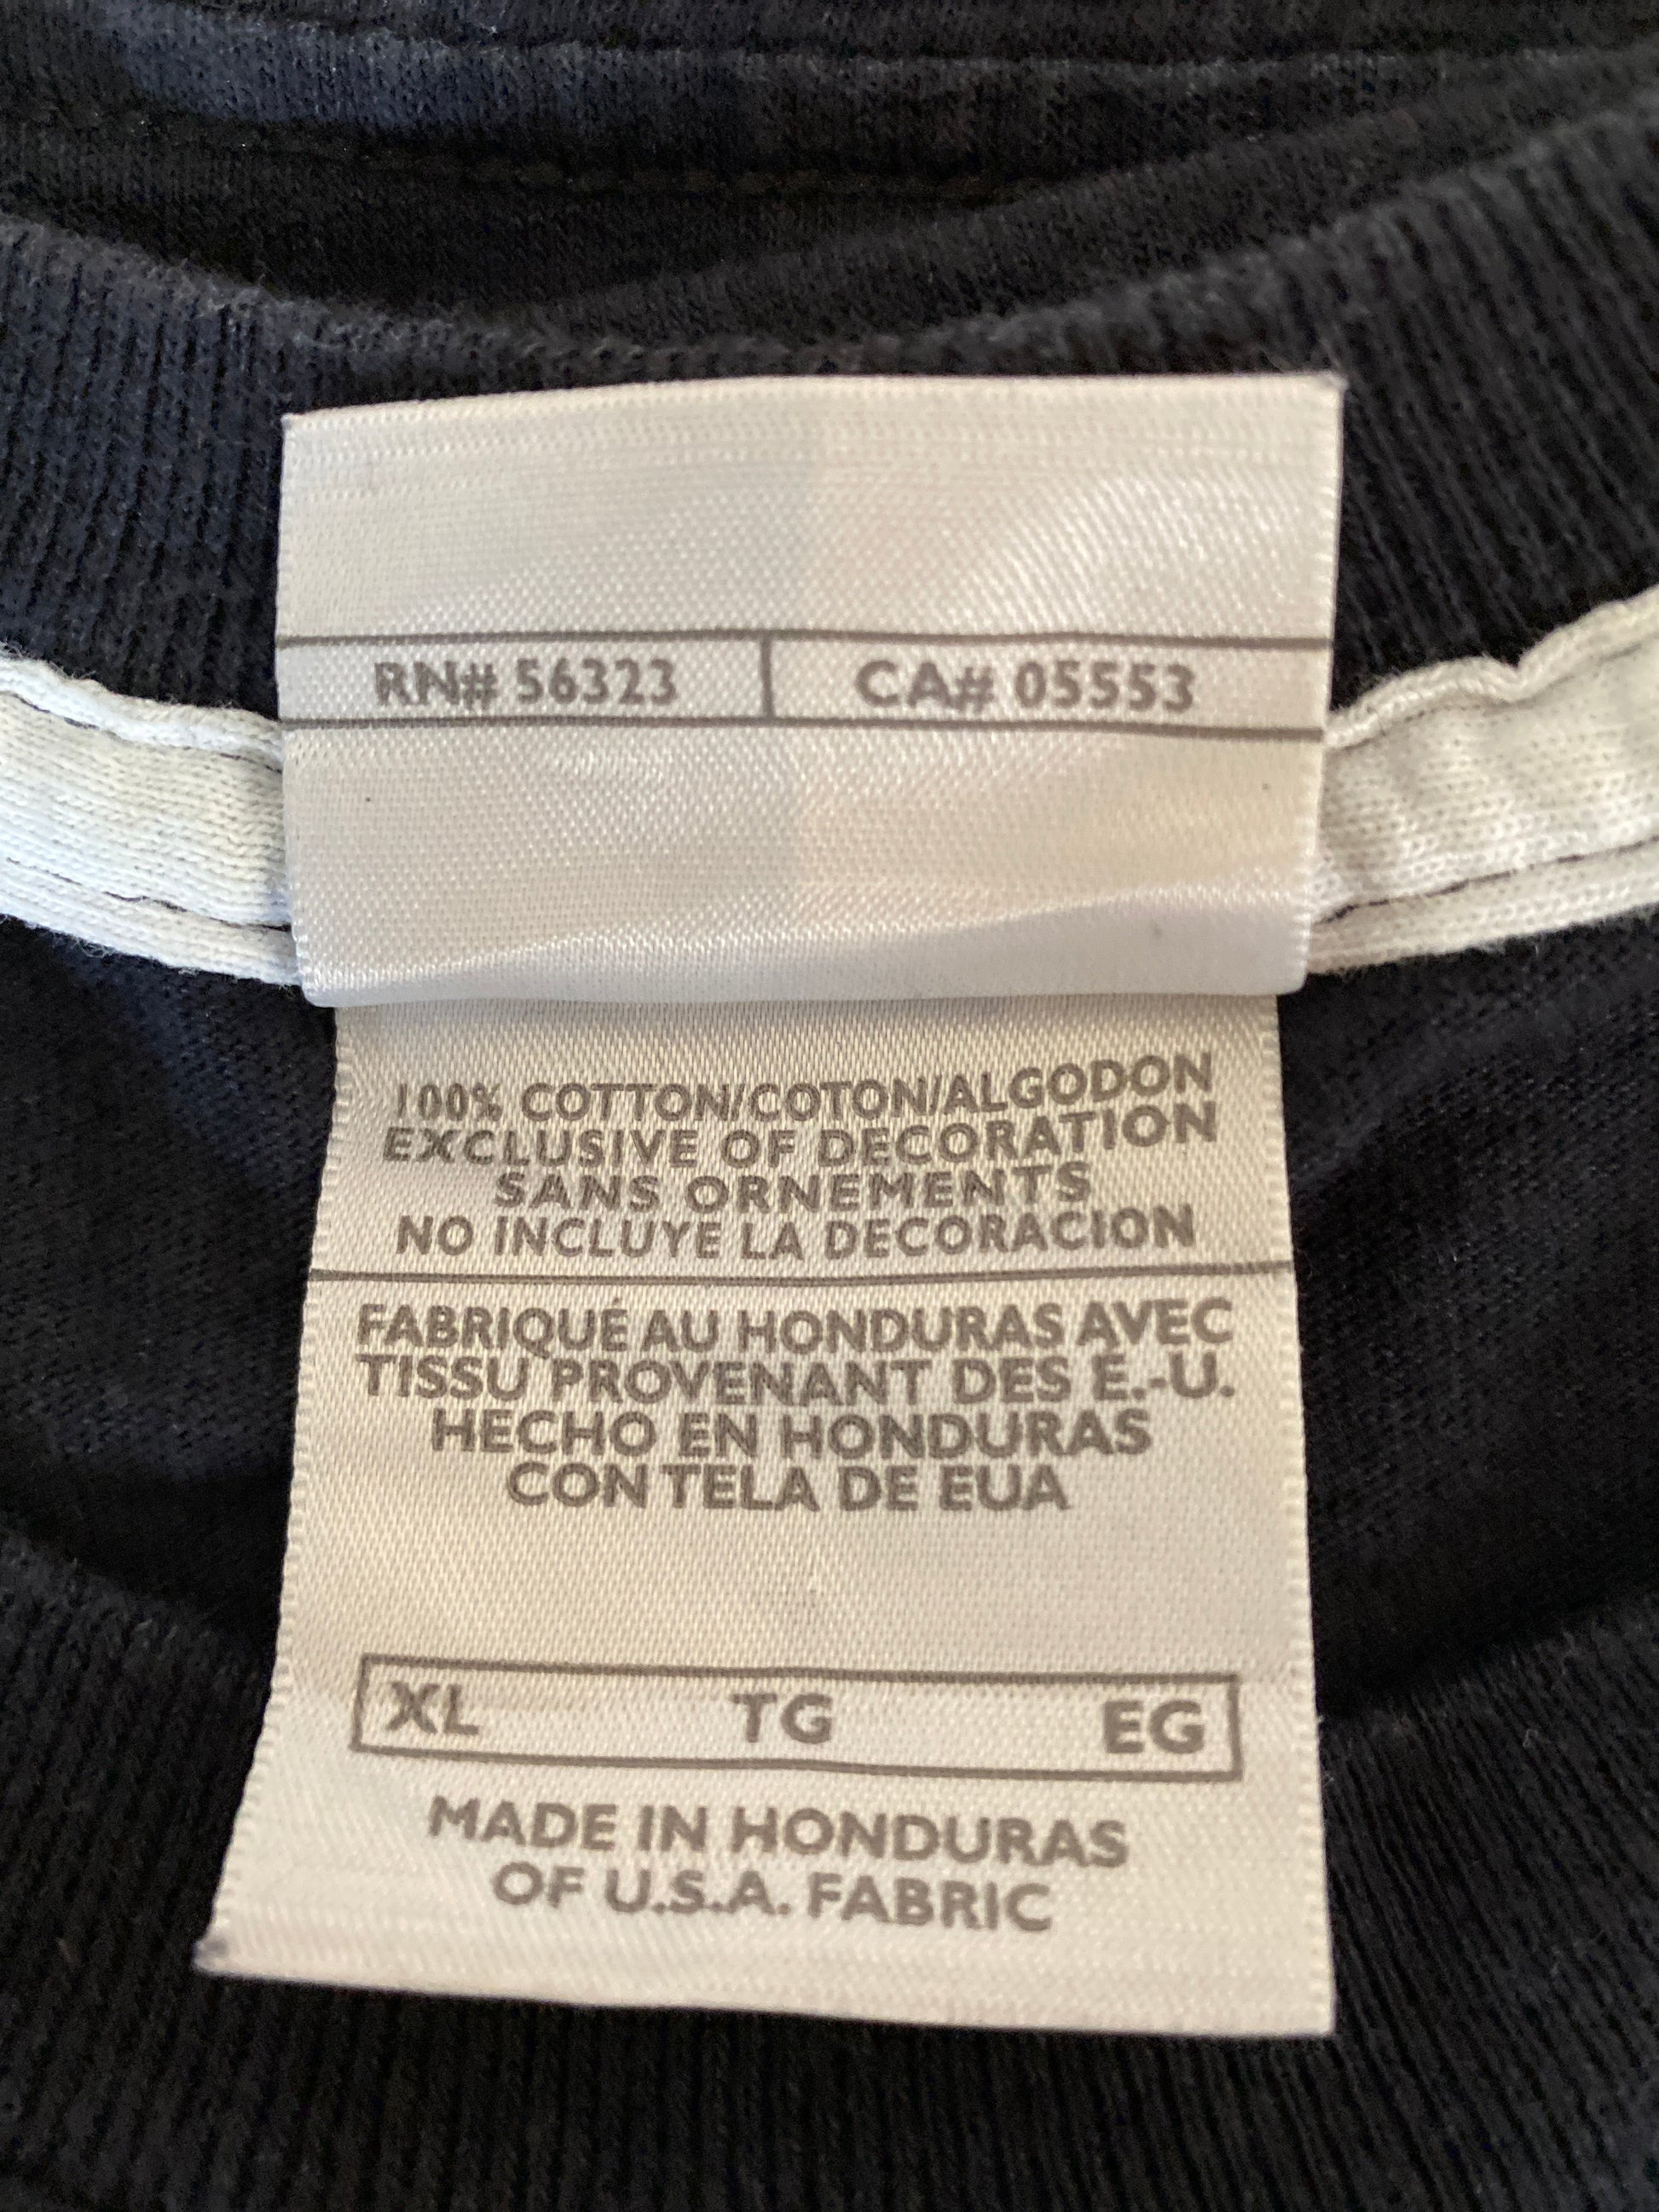 RN# 56323 CA# 05553
100% COTTON/COTON/ALGODON
EXCLUSIVE OF DECORATION
SANS ORNEMENTS
NO INCLUYE LA DECORACION
FABRIQUÉ AU HONDURAS AVEC
TISSU PROVENANT DES É.-U.
HECHO EN HONDURAS
CON TELA DE EUA
XL TG EG
MADE IN HONDURAS
OF U.S.A. FABRIC